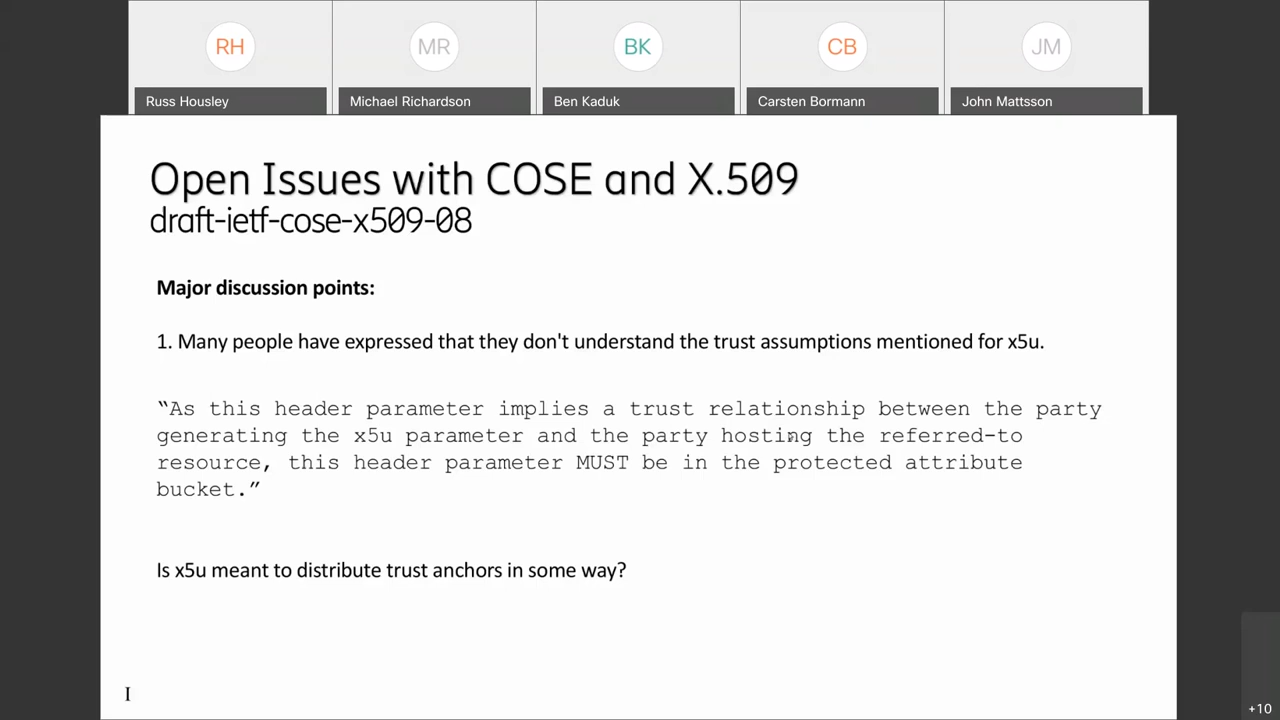 RH
MR
BK
CB
JM
Russ Housley
Michael Richardson
Ben Kaduk
Carsten Bormann
John Mattsson
Open Issues with COSE and X.509
draft-ietf-cose-x509-08
Major discussion points:
1. Many people have expressed that they don't understand the trust assumptions mentioned for x5u.
“As this header parameter implies a trust relationship between the party
generating the x5u parameter and the party hosting the referred-to
resource, this header parameter MUST be in the protected attribute
bucket.”
Is x5u meant to distribute trust anchors in some way?
I
+10